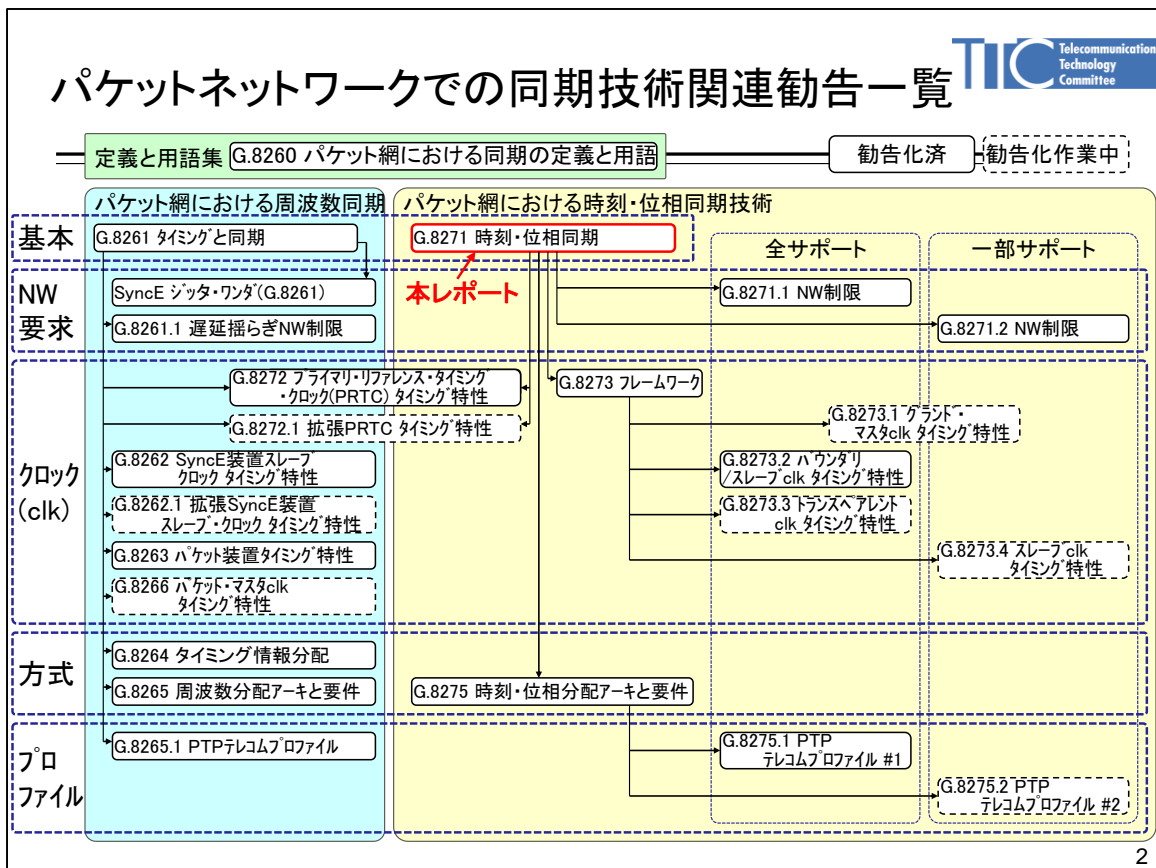 パケットネットワークでの同期技術関連勧告一覧
TTC
Telecommunication
Technology
Committee
定義と用語集
G.8260 パケット網における同期の定義と用語
勧告化済
勧告化作業中
パケット網における周波数同期
パケット網における時刻・位相同期技術
全サポート
一部サポート
基本
G.8261 タイミングと同期
G.8271 時刻・位相同期
本レポート
NW
要求
SyncE ジッタ・ワンダ(G.8261)
G.8261.1 遅延揺らぎNW制限
G.8271.1 NW制限
G.8271.2 NW制限
クロック
(clk)
G.8272 プライマリ・リファレンス・タイミング
・クロック(PRTC) タイミング特性
G.8272.1 拡張PRTC タイミング特性
G.8262 SyncE装置スレーブ
クロック タイミング特性
G.8262.1 拡張SyncE装置
スレーブ・クロック タイミング特性
G.8263 パケット装置タイミング特性
G.8266 パケット・マスタclk
タイミング特性
G.8273 フレームワーク
G.8273.1 グランド・
マスタclk タイミング特性
G.8273.2 バウンダリ
/スレーブclk タイミング特性
G.8273.3 トランスペアレント
clk タイミング特性
G.8273.4 スレーブclk
タイミング特性
方式
G.8264 タイミング情報分配
G.8265 周波数分配アーキと要件
G.8275 時刻・位相分配アーキと要件
プロ
ファイル
G.8265.1 PTPテレコムプロファイル
G.8275.1 PTP
テレコムプロファイル #1
G.8275.2 PTP
テレコムプロファイル #2
2